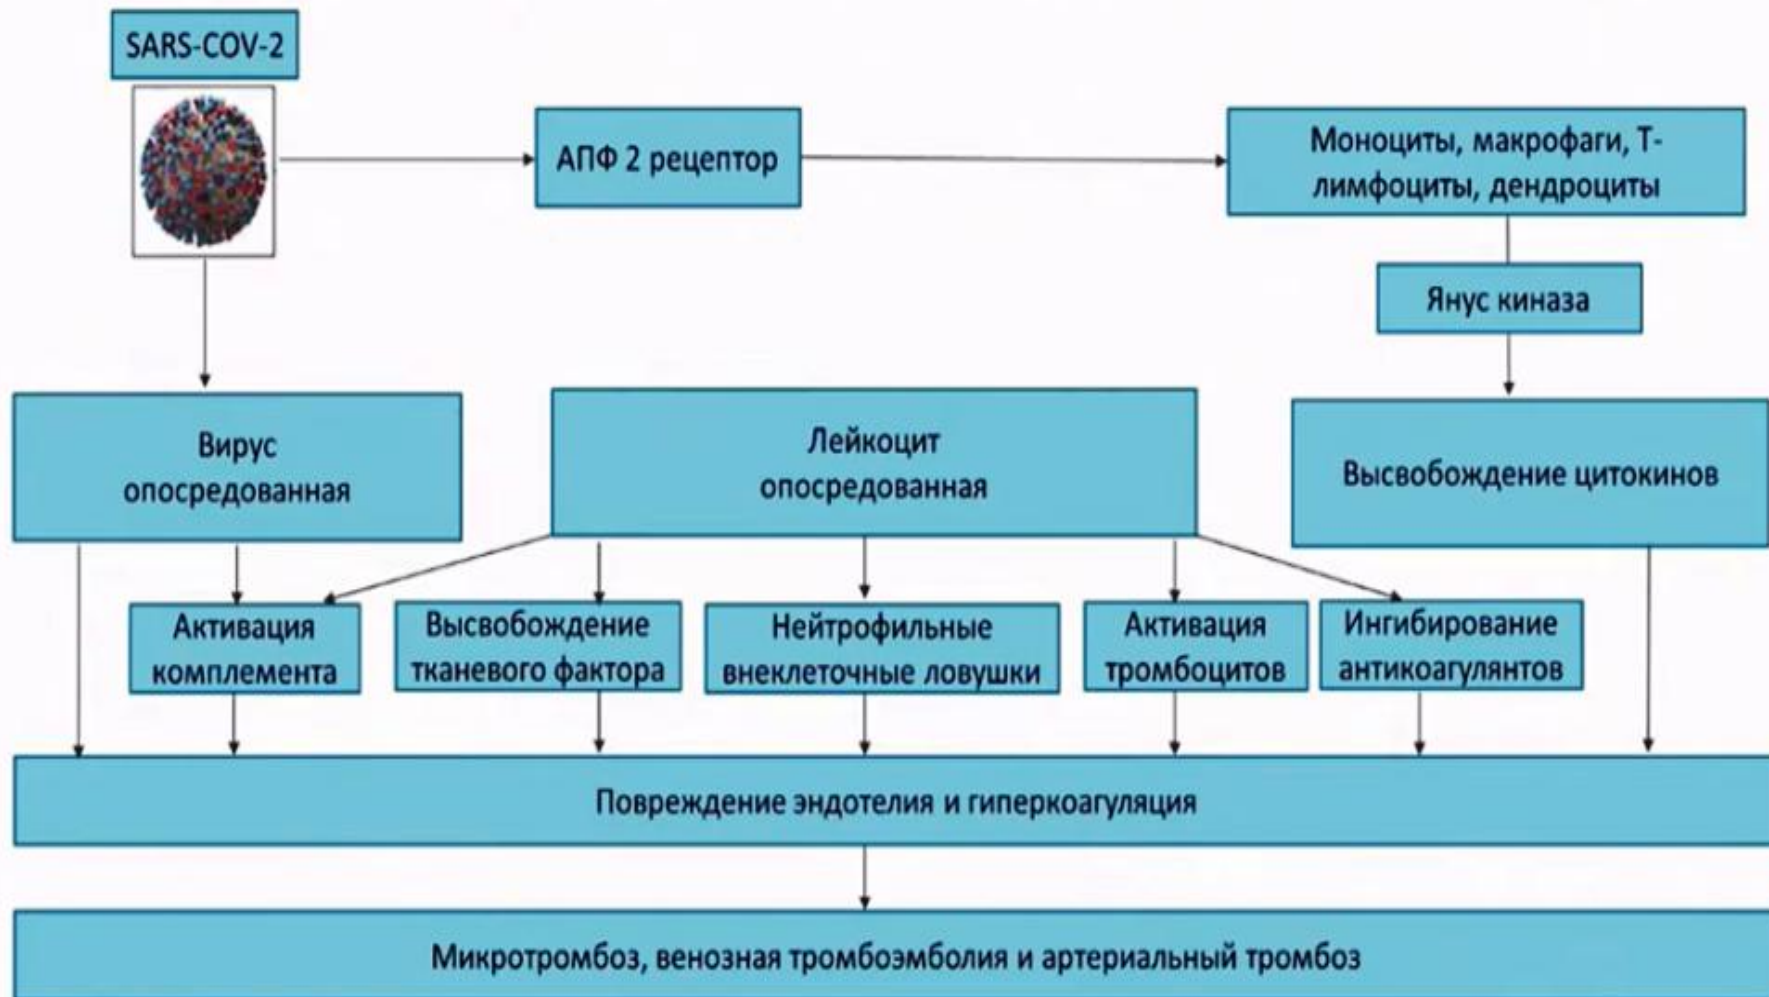 SARS-COV-2
АПФ 2 рецептор
Моноциты, макрофаги, Т-
лимфоциты, дендроциты
Янус киназа
Вирус
опосредованная
Лейкоцит
опосредованная
Высвобождение цитокинов
Активация
комплемента
Высвобождение
тканевого фактора
Нейтрофильные
внеклеточные ловушки
Активация
тромбоцитов
Ингибирование
антикоагулянтов
Повреждение эндотелия и гиперкоагуляция
Микротромбоз, венозная тромбоэмболия и артериальный тромбоз